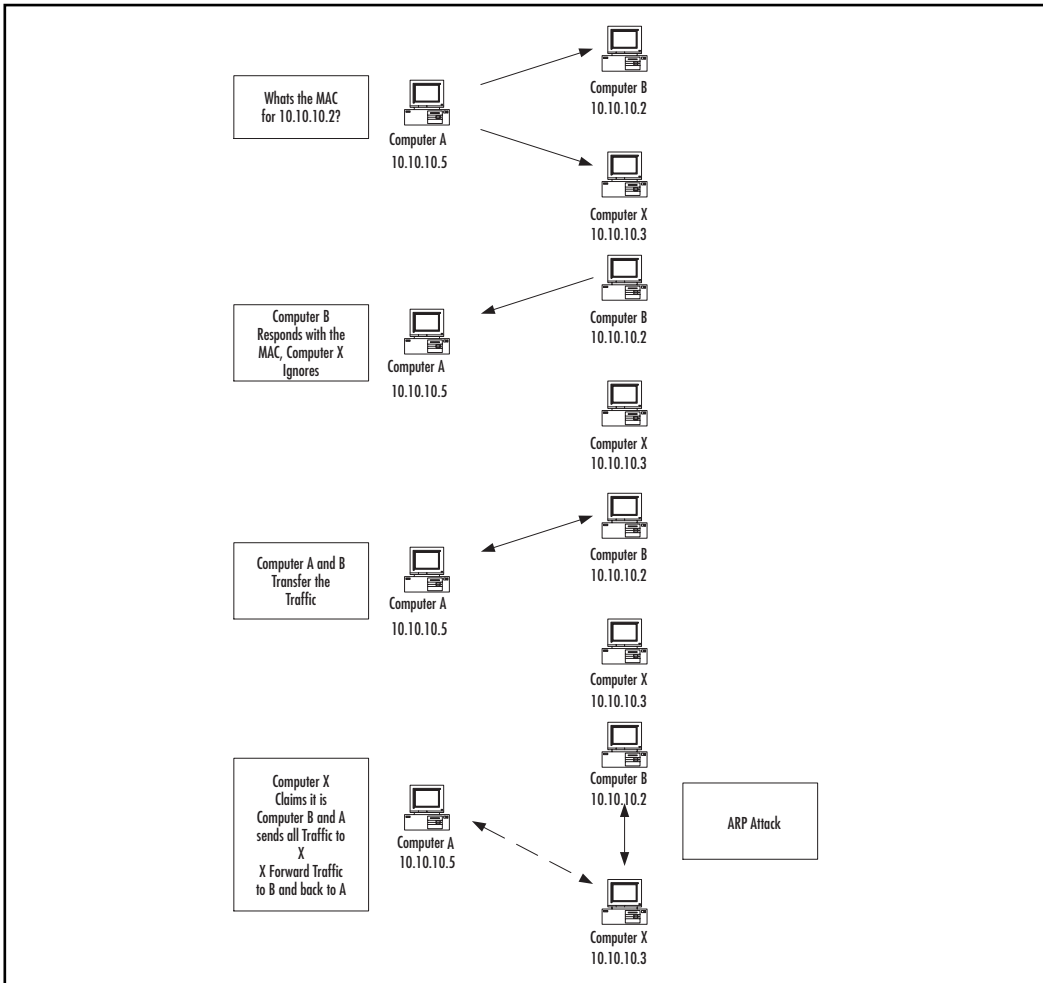 Computer B
10.10.10.2
Whats the MAC
for 10.10.10.2?
Computer A
10.10.10.5
Computer X
10.10.10.3
Computer B
10.10.10.2
Computer B
Responds with the
MAC, Computer X
Ignores
Computer A
10.10.10.5
Computer X
10.10.10.3
Computer B
10.10.10.2
Computer A and B
Transfer the
Traffic
Computer A
10.10.10.5
Computer X
10.10.10.3
Computer B
10.10.10.2
Computer X
Claims it is
Computer B and A
sends all Traffic to
X
X Forward Traffic
to B and back to A
Computer A
10.10.10.5
ARP Attack
Computer X
10.10.10.3